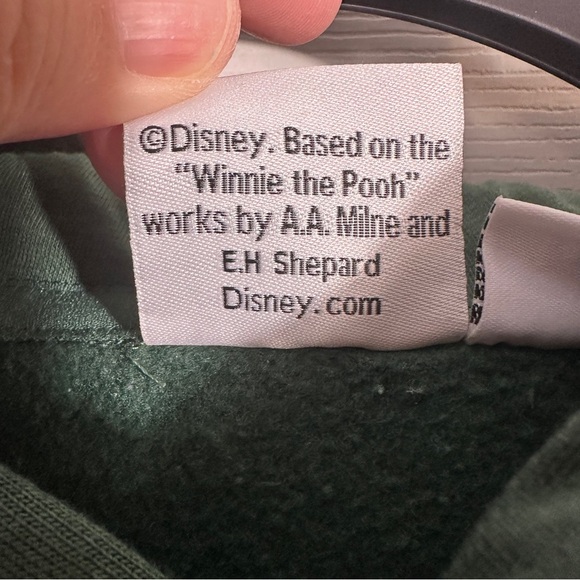 ©Disney. Based on the
"Winnie the Pooh"
works by A.A. Milne and
E.H Shepard
Disney.com